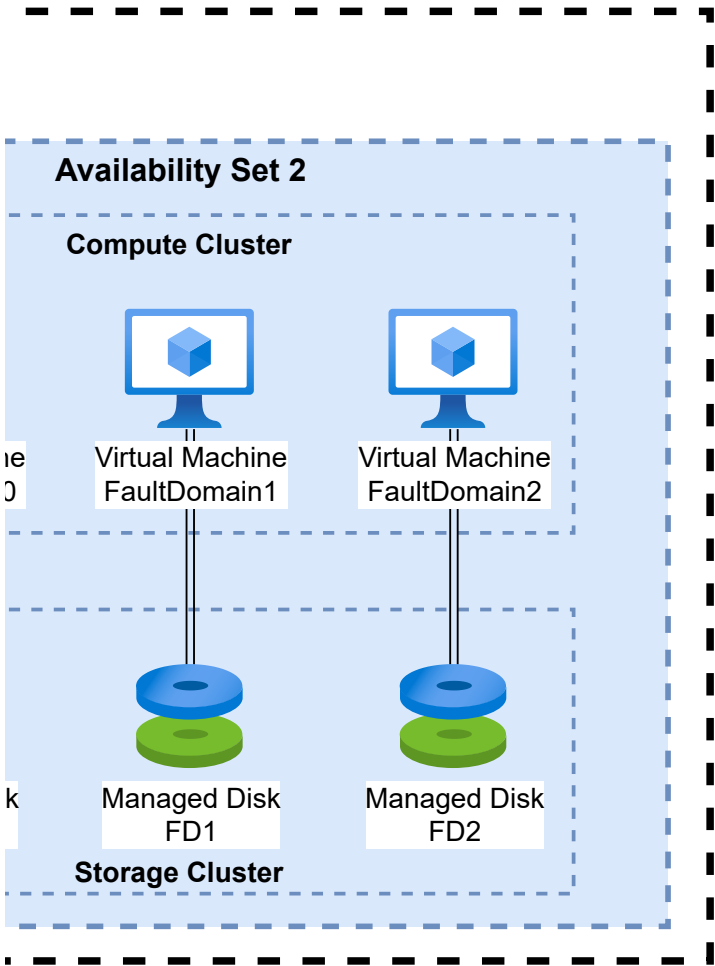 Availability Set 2
Compute Cluster
Virtual Machine
FaultDomain1
Virtual Machine
FaultDomain2
Managed Disk
FD1
Managed Disk
FD2
Storage Cluster